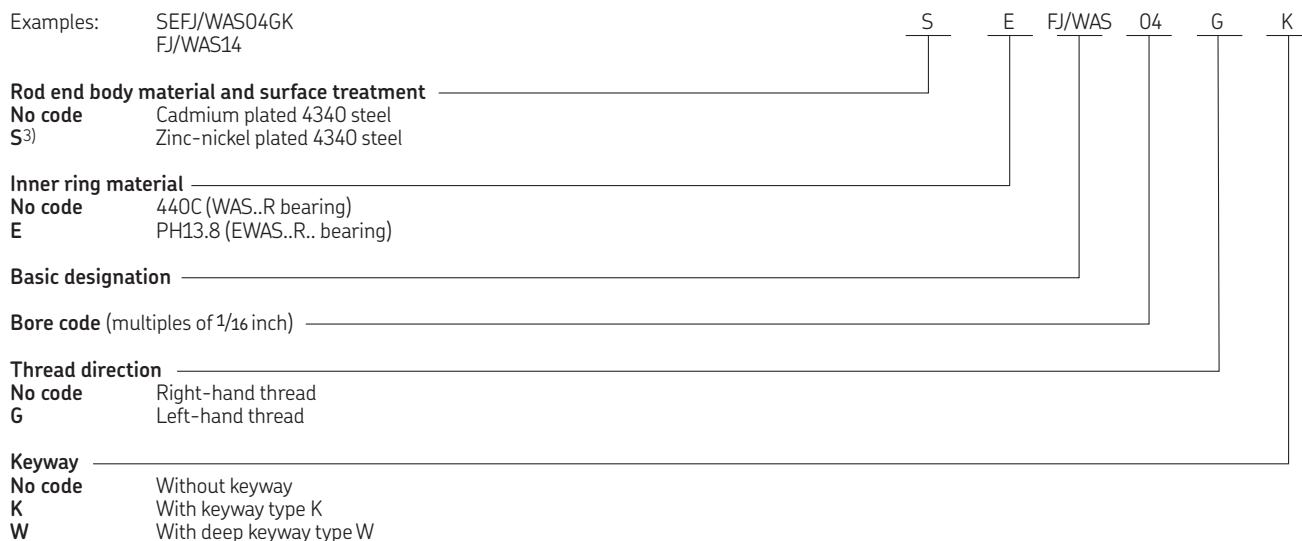 Examples: SEFJ/WAS04GK S E FJ/WAS 04 G K
FJ/WAS14
Rod end body material and surface treatment
No code Cadmium plated 4340 steel
S3) Zinc-nickel plated 4340 steel
Inner ring material
No code 440C (WAS..R bearing)
E PH13.8 (EWAS..R.. bearing)
Basic designation
Bore code (multiples of 1/16 inch)
Thread direction
No code Right-hand thread
G Left-hand thread
Keyway
No code Without keyway
K With keyway type K
W With deep keyway type W